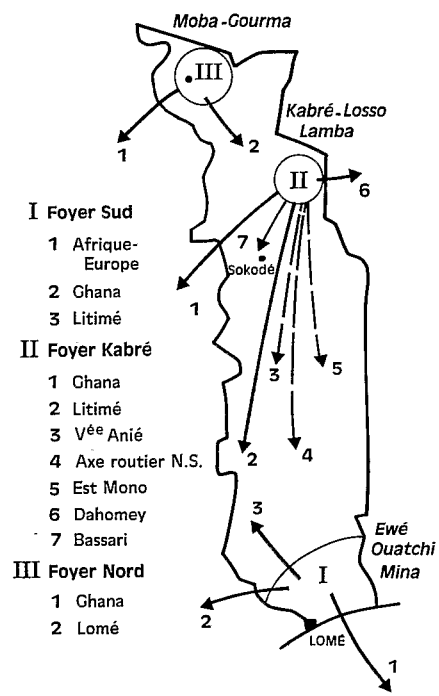 Moba-Gourma
III
1
2
Kabré-Losso
Lamba
II
6
7
Sokodé
1
3
5
2
4
3
Ewé
Ouatchi
Mina
I
2
LOMÉ
1
I Foyer Sud
1 Afrique-
Europe
2 Ghana
3 Litimé
II Foyer Kabré
1 Ghana
2 Litimé
3 Vée Anié
4 Axe routier N.S.
5 Est Mono
6 Dahomey
7 Bassari
III Foyer Nord
1 Ghana
2 Lomé